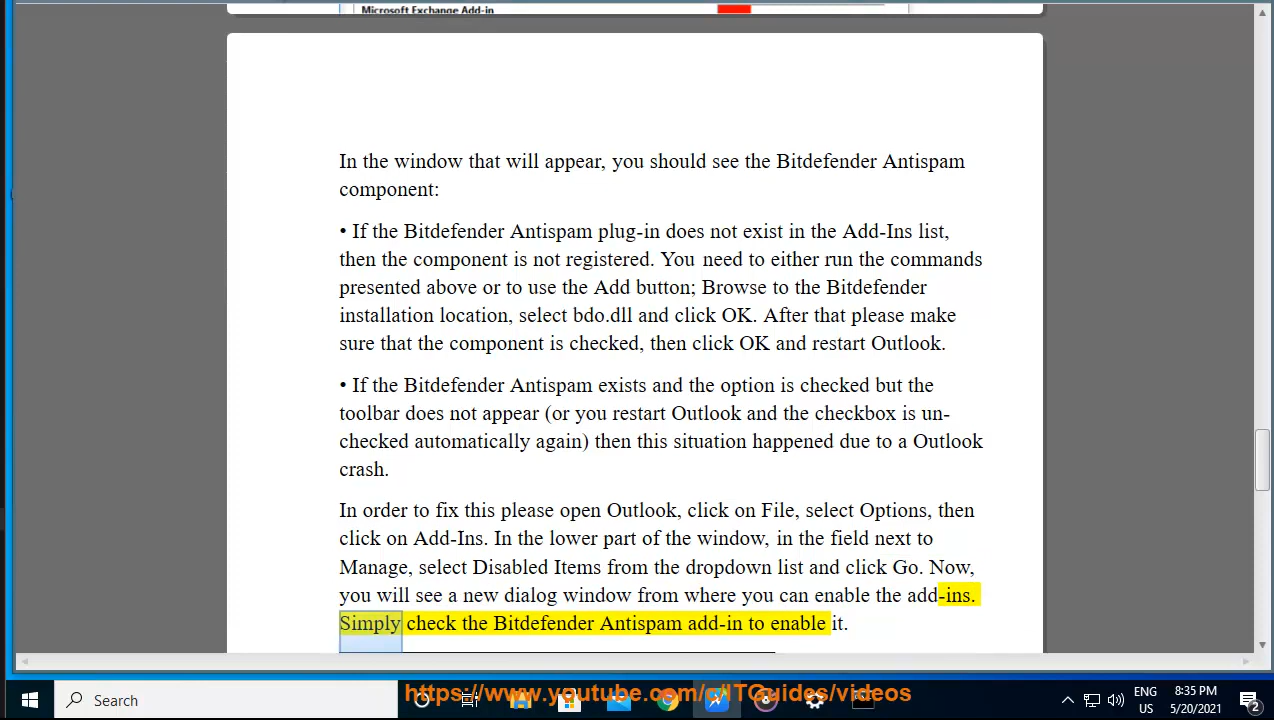 Microsoft Exchange Add-in
In the window that will appear, you should see the Bitdefender Antispam
component:
• If the Bitdefender Antispam plug-in does not exist in the Add-Ins list,
then the component is not registered. You need to either run the commands
presented above or to use the Add button; Browse to the Bitdefender
installation location, select bdo.dll and click OK. After that please make
sure that the component is checked, then click OK and restart Outlook.
• If the Bitdefender Antispam exists and the option is checked but the
toolbar does not appear (or you restart Outlook and the checkbox is un-
checked automatically again) then this situation happened due to a Outlook
crash.
In order to fix this please open Outlook, click on File, select Options, then
click on Add-Ins. In the lower part of the window, in the field next to
Manage, select Disabled Items from the dropdown list and click Go. Now,
you will see a new dialog window from where you can enable the add-ins.
Simply check the Bitdefender Antispam add-in to enable it.
https://www.youtube.com/c/ITGuides/videos
Search
ENG
US
8:35 PM
5/20/2021
2